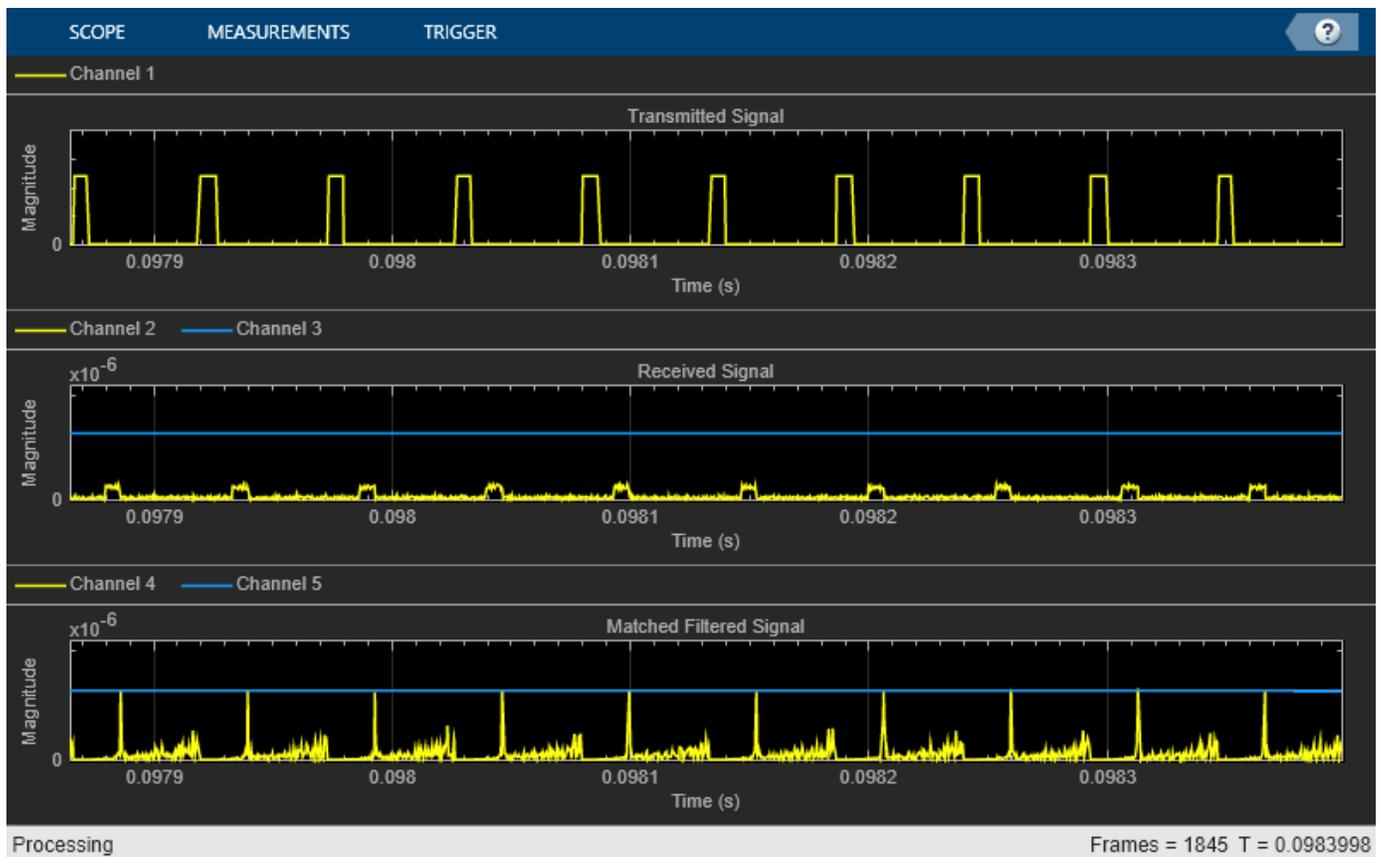 SCOPE MEASUREMENTS TRIGGER ?
Channel 1
Transmitted Signal
Magnitude
0
0.0979 0.098 0.0981 0.0982 0.0983
Time (s)
Channel 2 Channel 3
x10-6
Received Signal
Magnitude
0
0.0979 0.098 0.0981 0.0982 0.0983
Time (s)
Channel 4 Channel 5
x10-6
Matched Filtered Signal
Magnitude
0
0.0979 0.098 0.0981 0.0982 0.0983
Time (s)
Processing Frames = 1845 T = 0.0983998